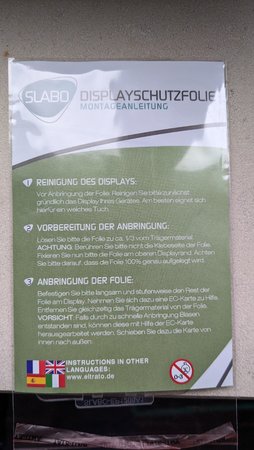 SLABO
DISPLAYSCHUTZFOLIE
MONTAGEANLEITUNG
1 REINIGUNG DES DISPLAYS:
Vor Anbringung der Folie: Reinigen Sie bitte zunächst
gründlich das Display Ihres Gerätes. Am besten eignet sich
hierfür ein weiches Tuch.
2 VORBEREITUNG DER ANBRINGUNG:
Lösen Sie bitte die Folie zu ca. 1/3 vom Trägermaterial.
ACHTUNG: Berühren Sie bitte nicht die Klebeseite der Folie.
Fixieren Sie nun bitte die Folie am oberen Displayrand. Achten
Sie bitte darauf, dass die Folie 100% genau aufgelegt wird.
3 ANBRINGUNG DER FOLIE:
Befestigen Sie bitte langsam und stufenweise den Rest der
Folie am Display. Nehmen Sie sich dazu eine EC-Karte zu Hilfe.
Entfernen Sie gleichzeitig das Trägermaterial von der Folie.
VORSICHT: Falls durch zu schnelle Anbringung Blasen
entstanden sind, können diese mit Hilfe der EC-Karte
herausgearbeitet werden. Schieben Sie dazu die Karte von
innen nach außen.
INSTRUCTIONS IN OTHER
LANGUAGES:
www.eltrato.de
0-3